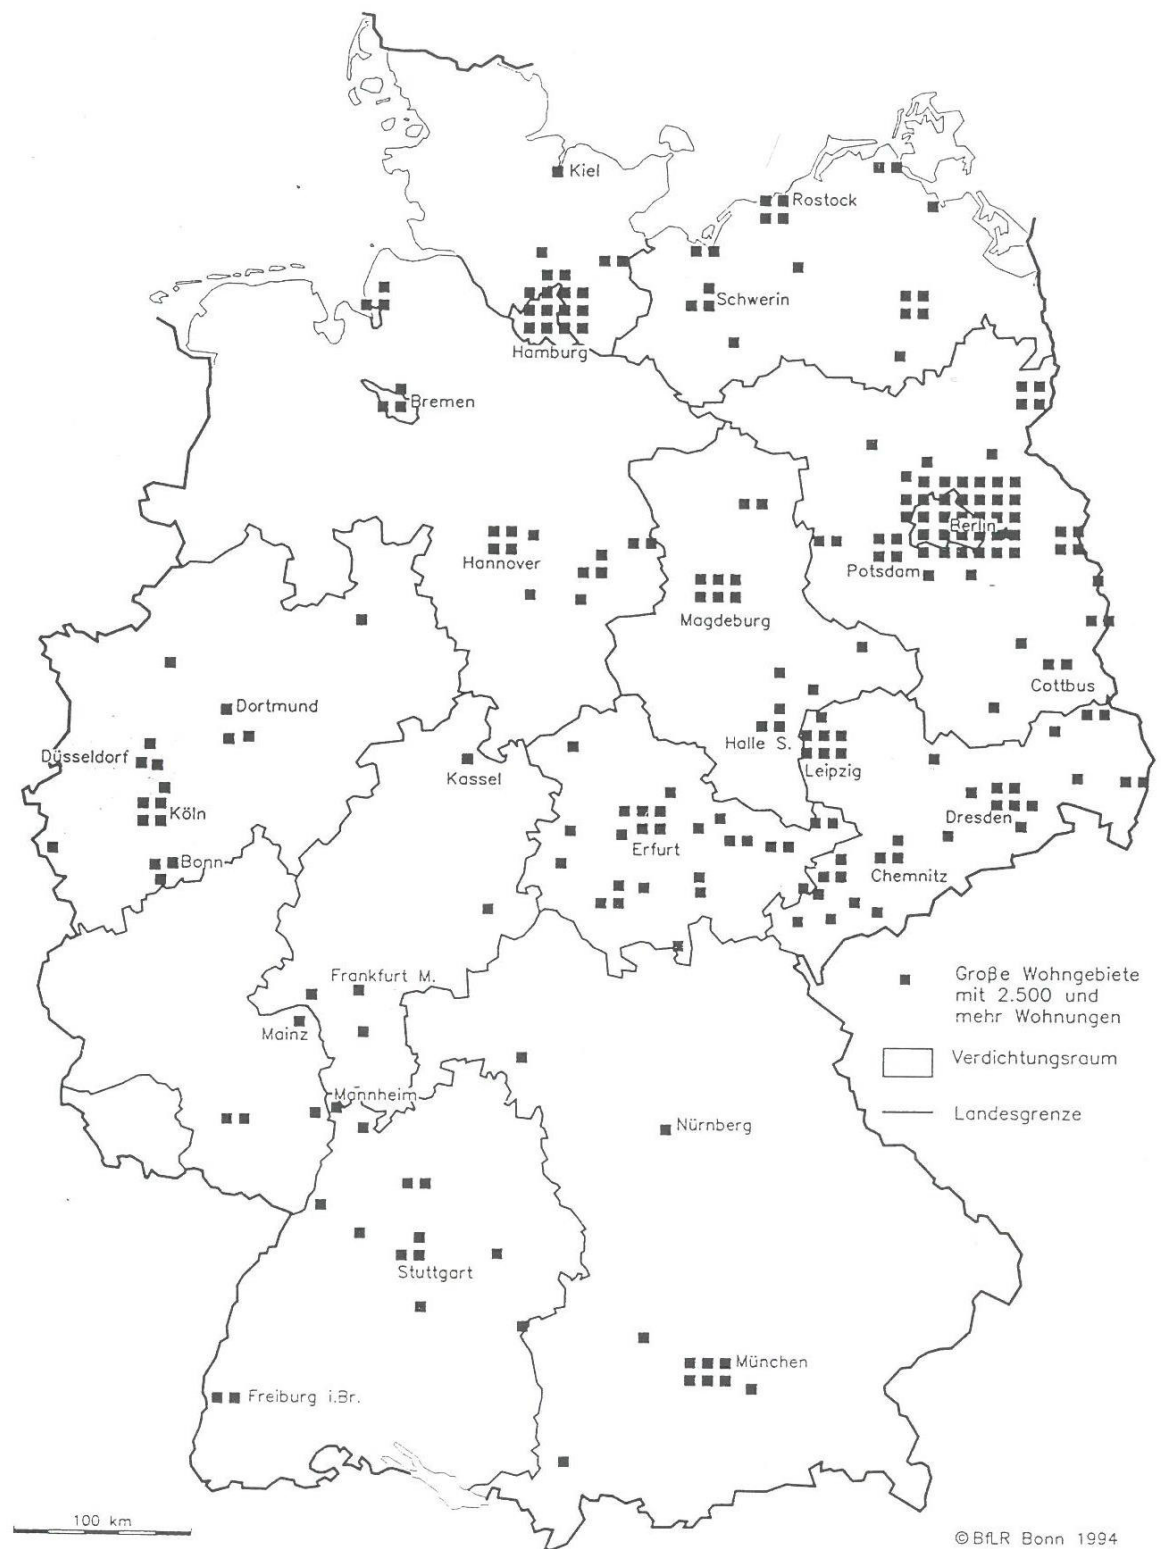 Kiel
Rostock
Schwerin
Hamburg
Bremen
Berlin
Hannover
Potsdam
Magdeburg
Cottbus
Dortmund
Halle S.
Düsseldorf
Kassel
Leipzig
Köln
Dresden
Erfurt
Bonn
Chemnitz
Frankfurt M.
Große Wohngebiete
mit 2.500 und
mehr Wohnungen
Mainz
Verdichtungsraum
Mannheim
Landesgrenze
Nürnberg
Stuttgart
München
Freiburg i.Br.
100 km
©BfLR Bonn 1994